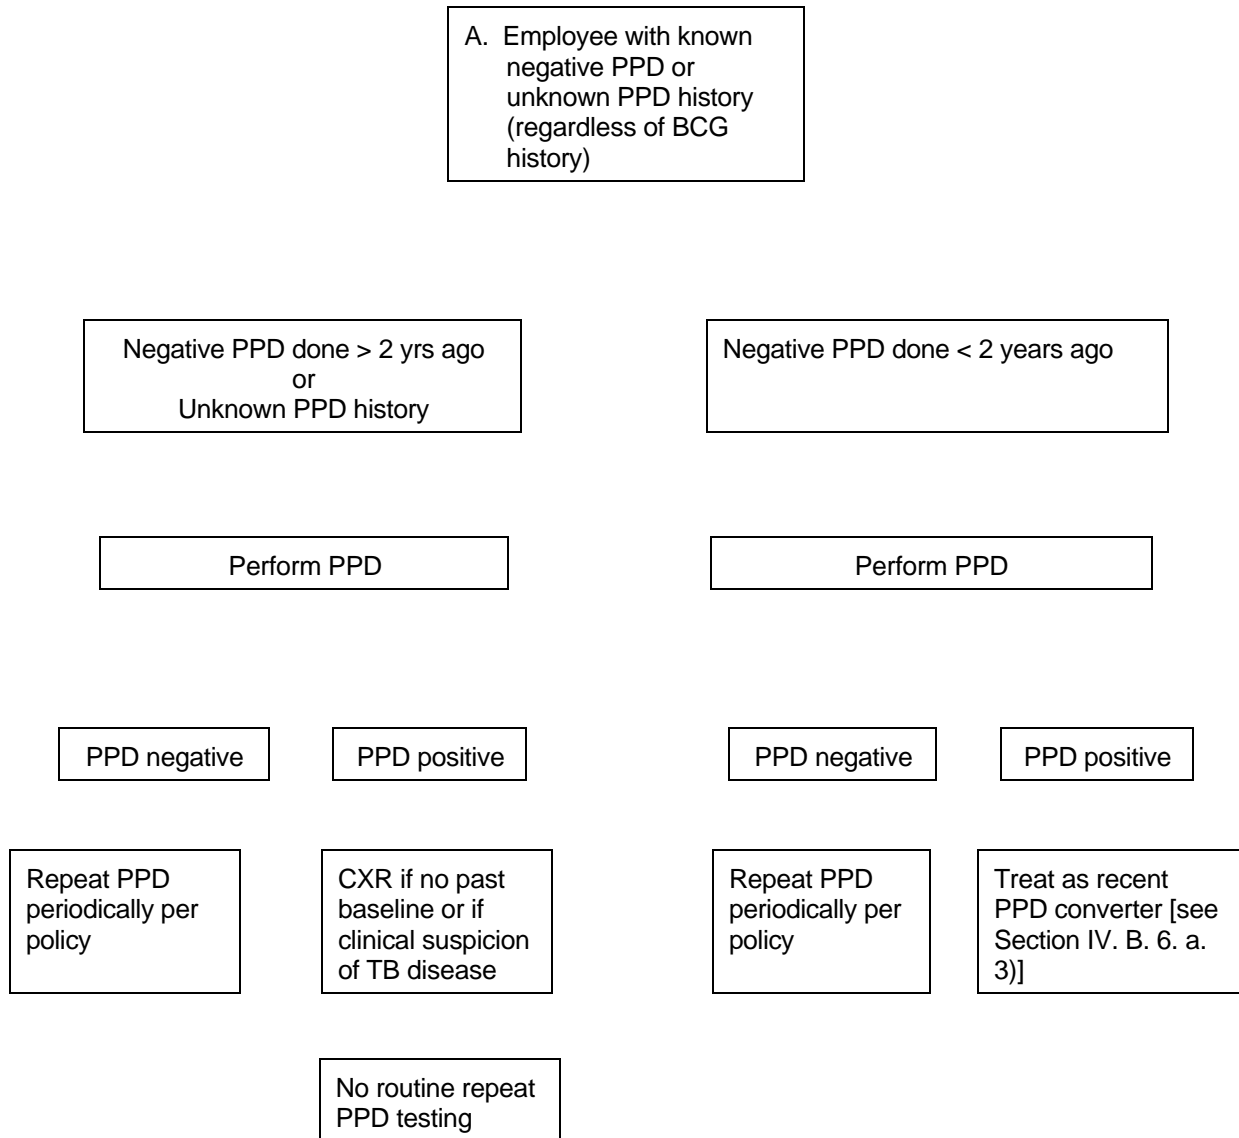 A. Employee with known
negative PPD or
unknown PPD history
(regardless of BCG
history)
Negative PPD done > 2 yrs ago
or
Unknown PPD history
Negative PPD done < 2 years ago
Perform PPD
Perform PPD
PPD negative
PPD positive
PPD negative
PPD positive
Repeat PPD
periodically per
policy
CXR if no past
baseline or if
clinical suspicion
of TB disease
Repeat PPD
periodically per
policy
Treat as recent
PPD converter [see
Section IV. B. 6. a.
3)]
No routine repeat
PPD testing